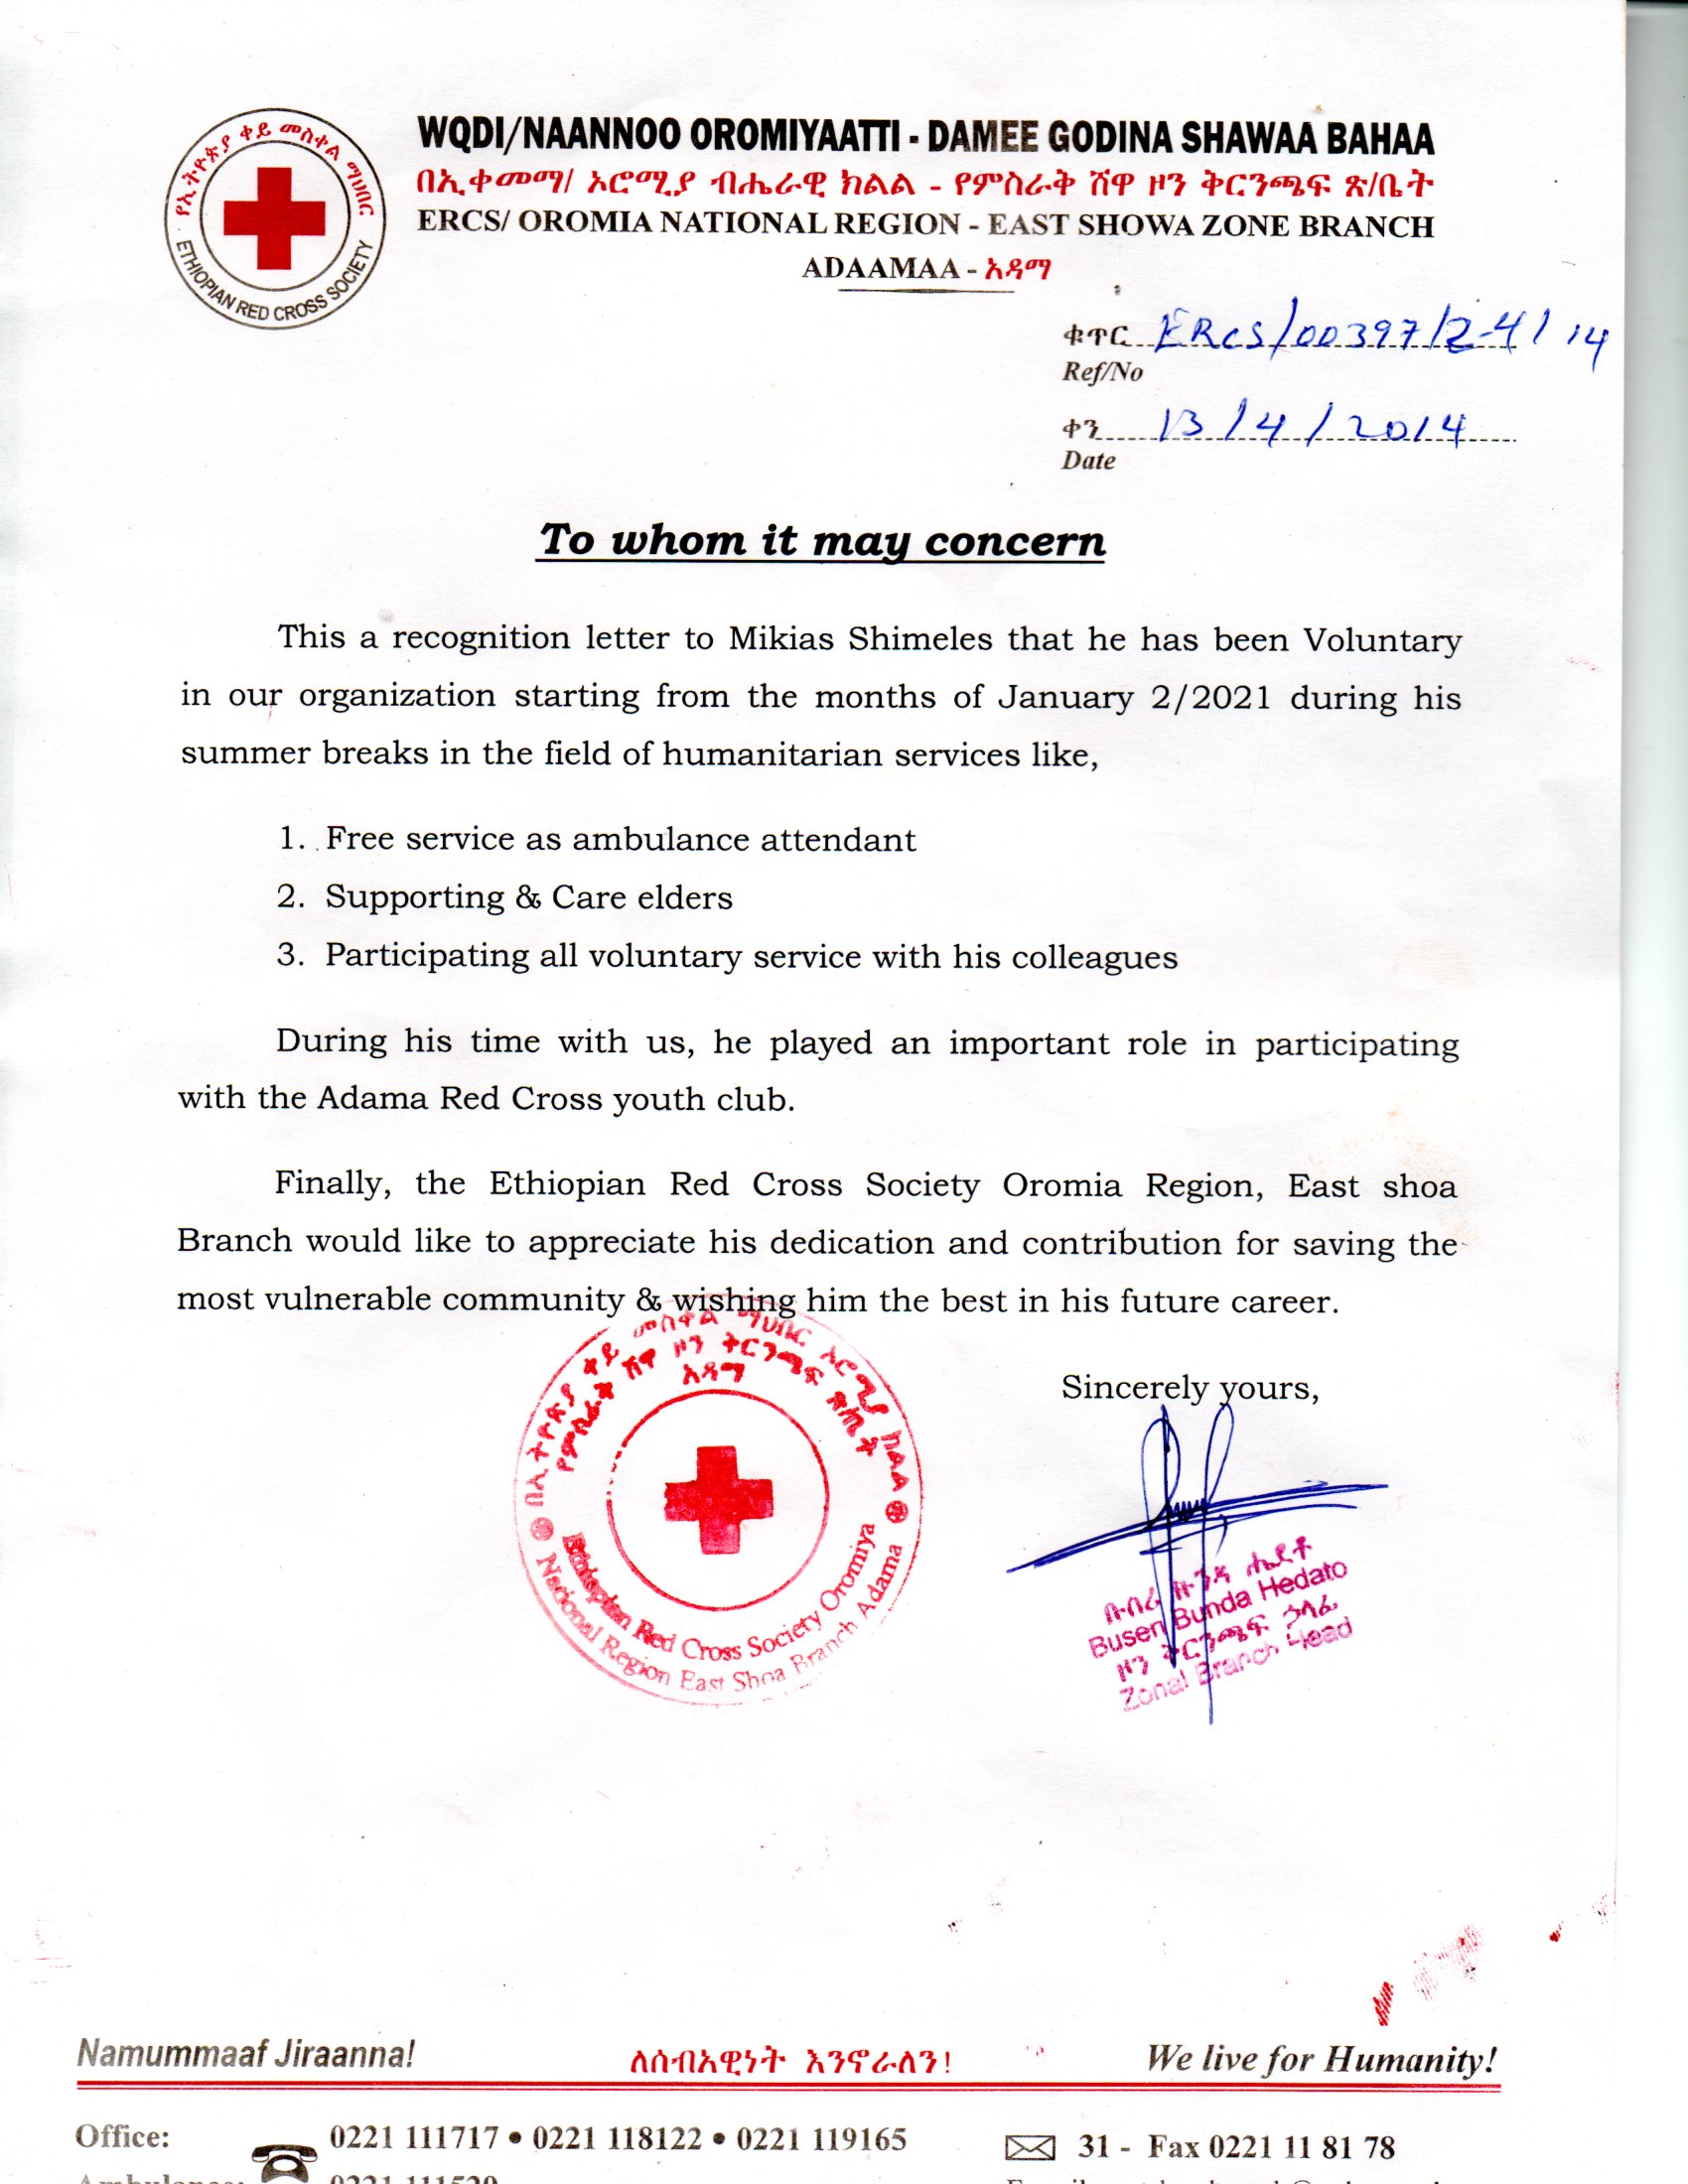 የኢትዮጵያ ቀይ መስቀል ማህበር
ETHIOPIAN RED CROSS SOCIETY
WQDI/NAANNOO OROMIYAATTI - DAMEE GODINA SHAWAA BAHAA
በኢ.ቀመማ/ ኦሮሚያ ብሔራዊ ክልል - የምስራቅ ሸዋ ዞን ቅርንጫፍ ጽ/ቤት
ERCS/ OROMIA NATIONAL REGION - EAST SHOWA ZONE BRANCH
ADAAMAA - አዳማ
ቁጥር ERCS/00397/2-4/14
Ref/No
ቀን 13/4/2014
Date
To whom it may concern
This a recognition letter to Mikias Shimeles that he has been Voluntary
in our organization starting from the months of January 2/2021 during his
summer breaks in the field of humanitarian services like,
1. Free service as ambulance attendant
2. Supporting & Care elders
3. Participating all voluntary service with his colleagues
During his time with us, he played an important role in participating
with the Adama Red Cross youth club.
Finally, the Ethiopian Red Cross Society Oromia Region, East shoa
Branch would like to appreciate his dedication and contribution for saving the
most vulnerable community & wishing him the best in his future career.
Sincerely yours,
በኢትዮጵያ ቀይ መስቀል ማህበር ኦሮሚያ ክልል
የምስራቅ ሸዋ ዞን ቅርንጫፍ ጽ/ቤት
አዳማ
Ethiopian Red Cross Society Oromiya
National Region East Shoa Branch Adama
ቡሰሪ ቡንዳ ሔደቶ
Buseri Bunda Hedato
ዞን ቅርንጫፍ ኃላፊ
Zonal Branch Head
Namummaaf Jiraanna!
ለሰብአዊነት እንኖራለን!
We live for Humanity!
Office: 0221 111717 • 0221 118122 • 0221 119165
31 - Fax 0221 11 81 78
Ambulance: 0221 111529